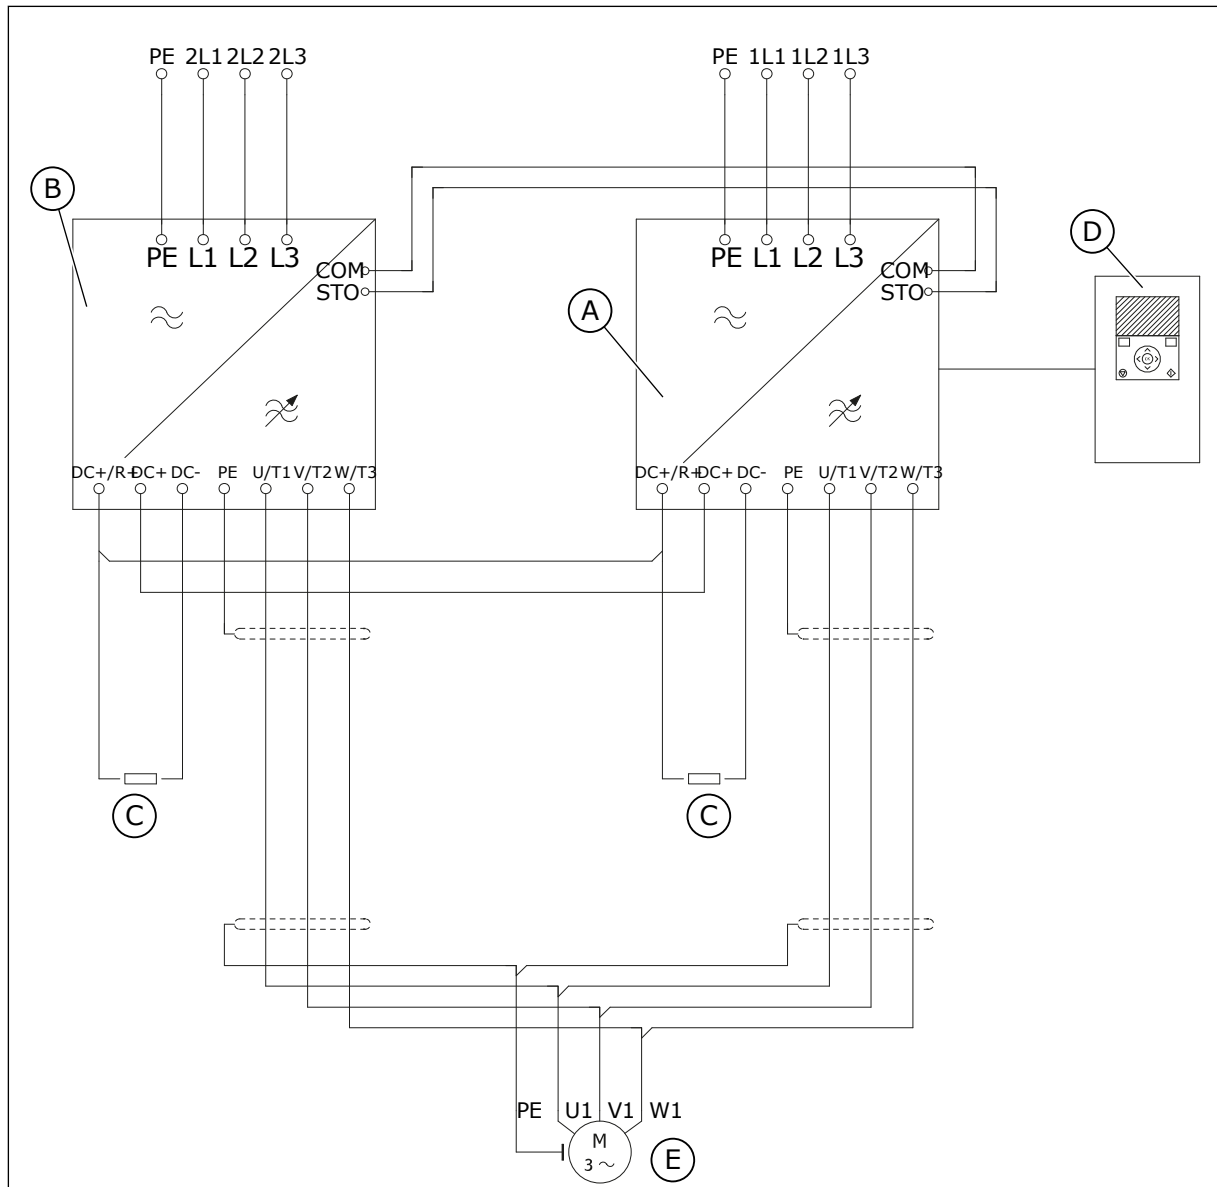 PE 2L1 2L2 2L3
PE 1L1 1L2 1L3
B
D
PE L1 L2 L3
COM
STO
PE L1 L2 L3
COM
STO
A
DC+/R+ DC+ DC- PE U/T1 V/T2 W/T3
DC+/R+ DC+ DC- PE U/T1 V/T2 W/T3
C
C
PE U1 V1 W1
M
3 ~
E